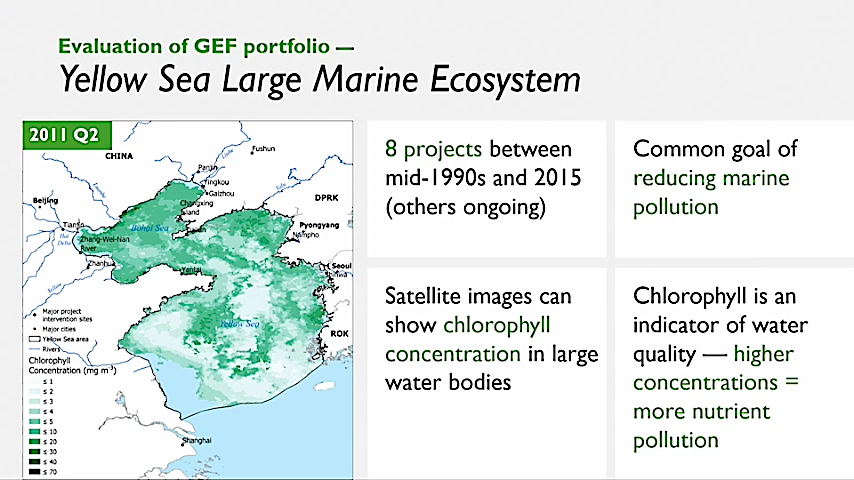 Evaluation of GEF portfolio —
Yellow Sea Large Marine Ecosystem
2011 Q2
CHINA
Fushun
Panjin
Yingkou
Gaizhou
Changxing
Island
DPRK
Beijing
Tianjin
Bohai Sea
Dalian
Pyongyang
Nampho
Zhang-Wei-Nan
River
Yantai
Seoul
Yellow Sea
ROK
Major project
intervention sites
Major cities
Yellow Sea area
Rivers
Chlorophyll
Concentration (mg m⁻³)
≤ 1
≤ 2
≤ 3
≤ 4
≤ 5
≤ 10
≤ 20
≤ 30
≤ 40
≤ 70
Shanghai
8 projects between
mid-1990s and 2015
(others ongoing)
Common goal of
reducing marine
pollution
Satellite images can
show chlorophyll
concentration in large
water bodies
Chlorophyll is an
indicator of water
quality — higher
concentrations =
more nutrient
pollution